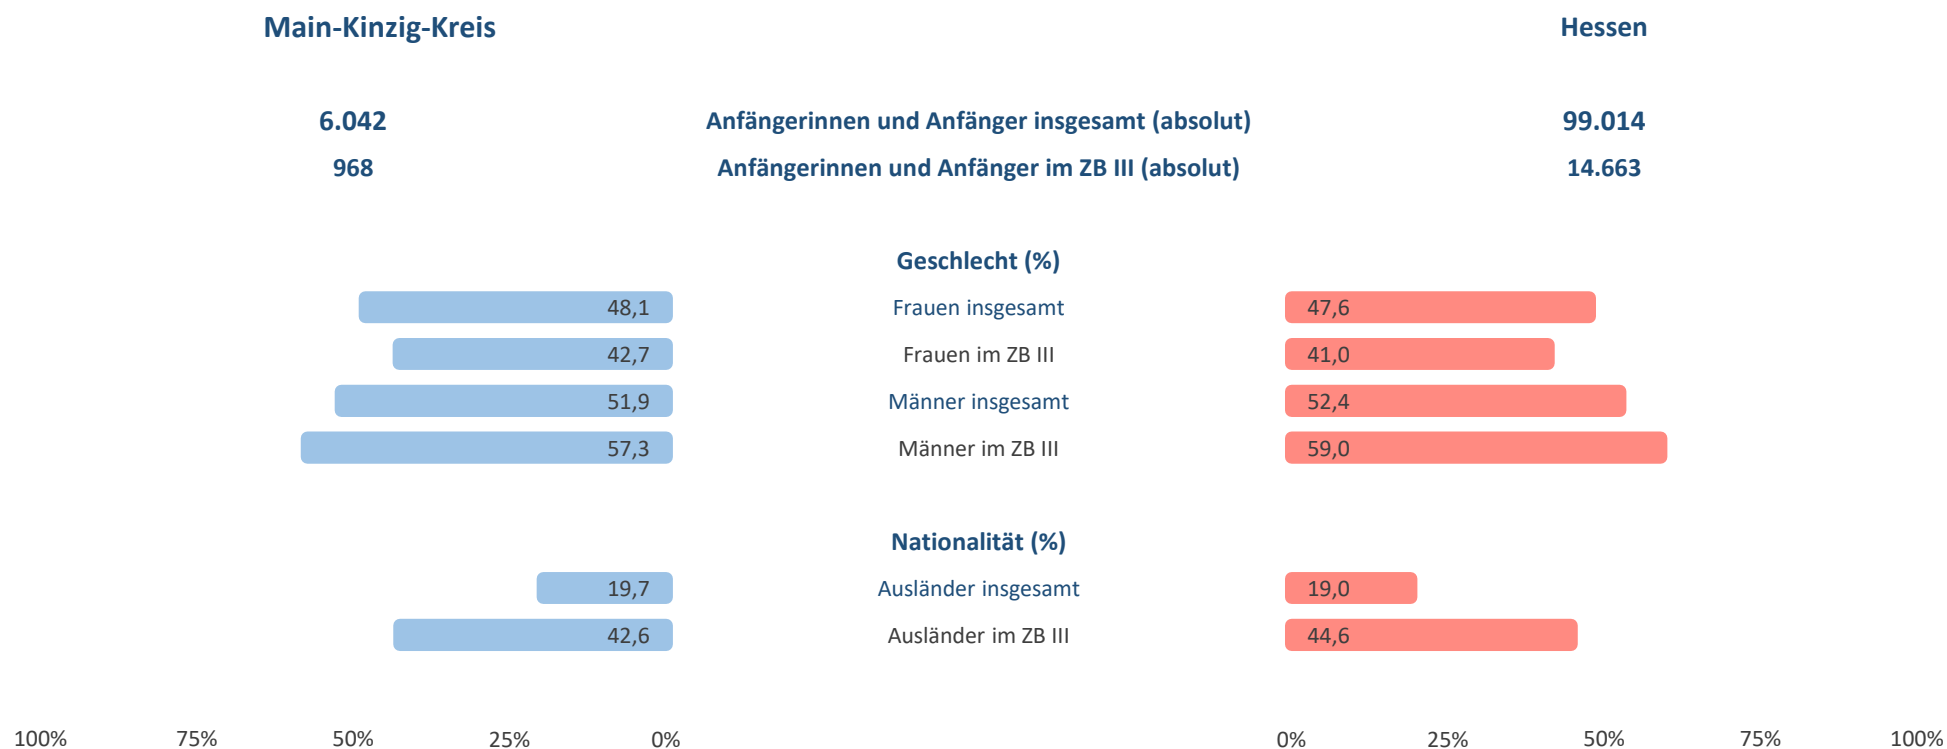 Main-Kinzig-Kreis Hessen
6.042 Anfängerinnen und Anfänger insgesamt (absolut) 99.014
968 Anfängerinnen und Anfänger im ZB III (absolut) 14.663
Geschlecht (%)
48,1 Frauen insgesamt 47,6
42,7 Frauen im ZB III 41,0
51,9 Männer insgesamt 52,4
57,3 Männer im ZB III 59,0
Nationalität (%)
19,7 Ausländer insgesamt 19,0
42,6 Ausländer im ZB III 44,6
100% 75% 50% 25% 0% 0% 25% 50% 75% 100%